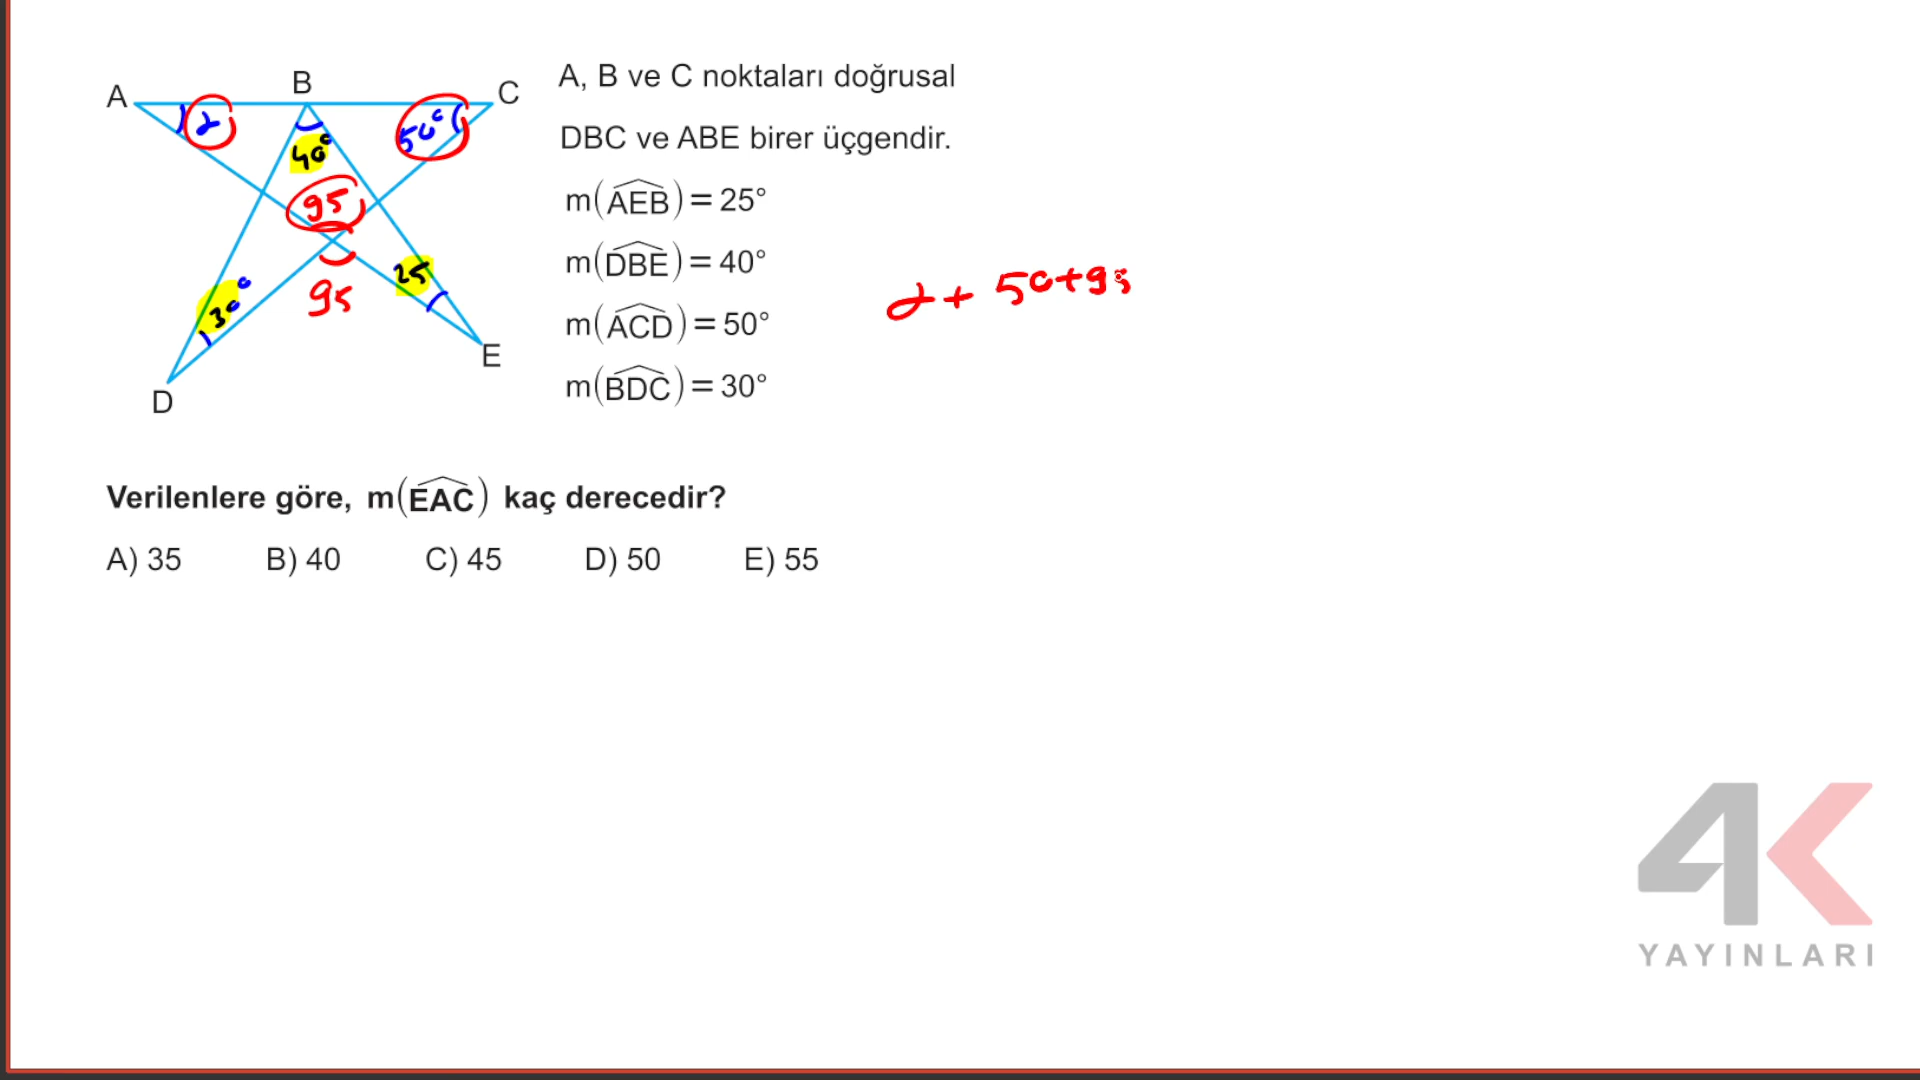 A B C
α 40° 50°
95
30° 95 25
D E
A, B ve C noktaları doğrusal
DBC ve ABE birer üçgendir.
m(AEB) = 25°
m(DBE) = 40°
m(ACD) = 50°
m(BDC) = 30°
α + 50+95
Verilenlere göre, m(EAC) kaç derecedir?
A) 35 B) 40 C) 45 D) 50 E) 55
4K
YAYINLARI